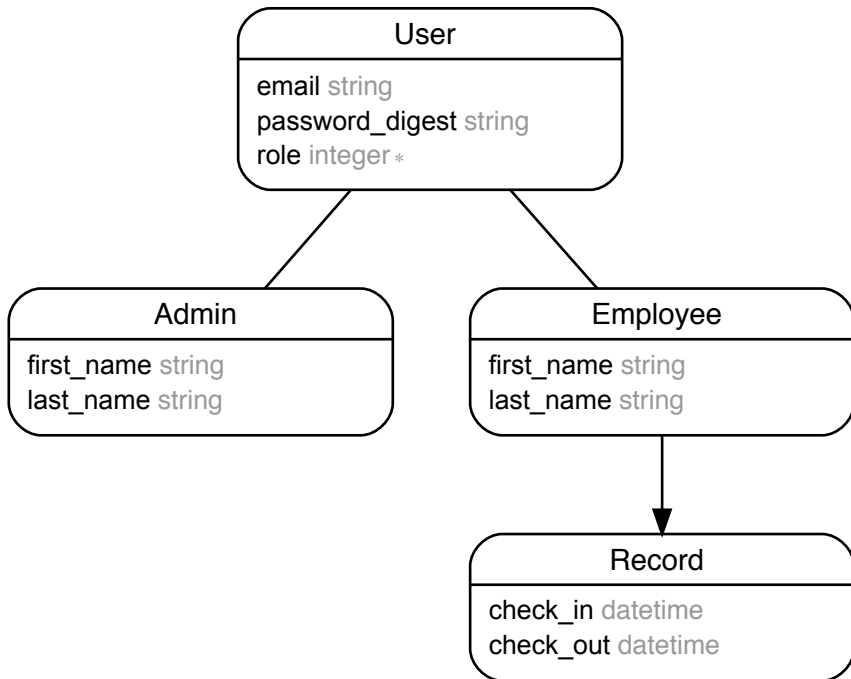 User
email string
password_digest string
role integer *
Admin
first_name string
last_name string
Employee
first_name string
last_name string
Record
check_in datetime
check_out datetime